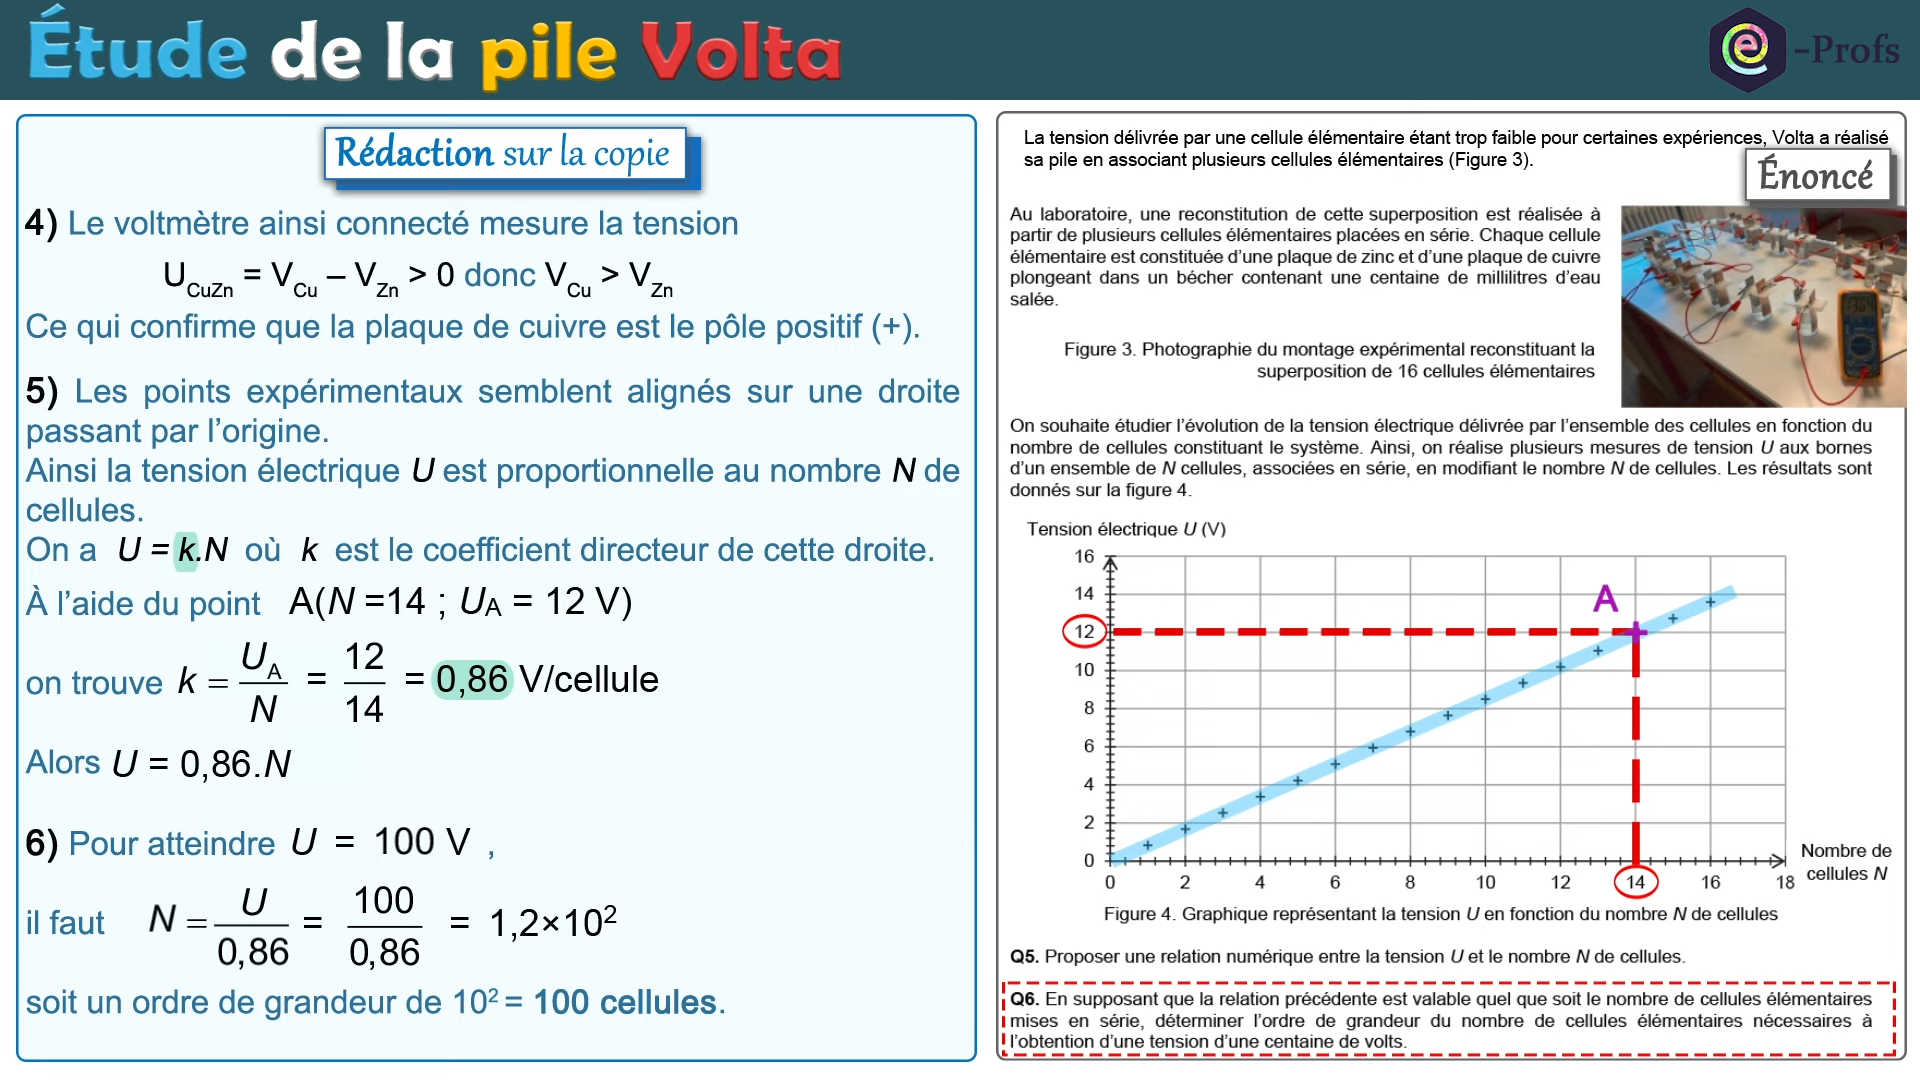 Étude de la pile Volta
e -Profs
Rédaction sur la copie
4) Le voltmètre ainsi connecté mesure la tension
U_CuZn = V_Cu – V_Zn > 0 donc V_Cu > V_Zn
Ce qui confirme que la plaque de cuivre est le pôle positif (+).
5) Les points expérimentaux semblent alignés sur une droite
passant par l’origine.
Ainsi la tension électrique U est proportionnelle au nombre N de
cellules.
On a U = k.N où k est le coefficient directeur de cette droite.
À l’aide du point A(N =14 ; U_A = 12 V)
on trouve k = U_A/N = 12/14 = 0,86 V/cellule
Alors U = 0,86.N
6) Pour atteindre U = 100 V ,
il faut N = U/0,86 = 100/0,86 = 1,2×10²
soit un ordre de grandeur de 10² = 100 cellules.
La tension délivrée par une cellule élémentaire étant trop faible pour certaines expériences, Volta a réalisé
sa pile en associant plusieurs cellules élémentaires (Figure 3).
Énoncé
Au laboratoire, une reconstitution de cette superposition est réalisée à
partir de plusieurs cellules élémentaires placées en série. Chaque cellule
élémentaire est constituée d’une plaque de zinc et d’une plaque de cuivre
plongeant dans un bécher contenant une centaine de millilitres d’eau
salée.
Figure 3. Photographie du montage expérimental reconstituant la
superposition de 16 cellules élémentaires
On souhaite étudier l’évolution de la tension électrique délivrée par l’ensemble des cellules en fonction du
nombre de cellules constituant le système. Ainsi, on réalise plusieurs mesures de tension U aux bornes
d’un ensemble de N cellules, associées en série, en modifiant le nombre N de cellules. Les résultats sont
donnés sur la figure 4.
Tension électrique U (V)
16
14
A
12
10
8
6
4
2
0
0 2 4 6 8 10 12 14 16 18
Nombre de
cellules N
Figure 4. Graphique représentant la tension U en fonction du nombre N de cellules
Q5. Proposer une relation numérique entre la tension U et le nombre N de cellules.
Q6. En supposant que la relation précédente est valable quel que soit le nombre de cellules élémentaires
mises en série, déterminer l’ordre de grandeur du nombre de cellules élémentaires nécessaires à
l’obtention d’une tension d’une centaine de volts.